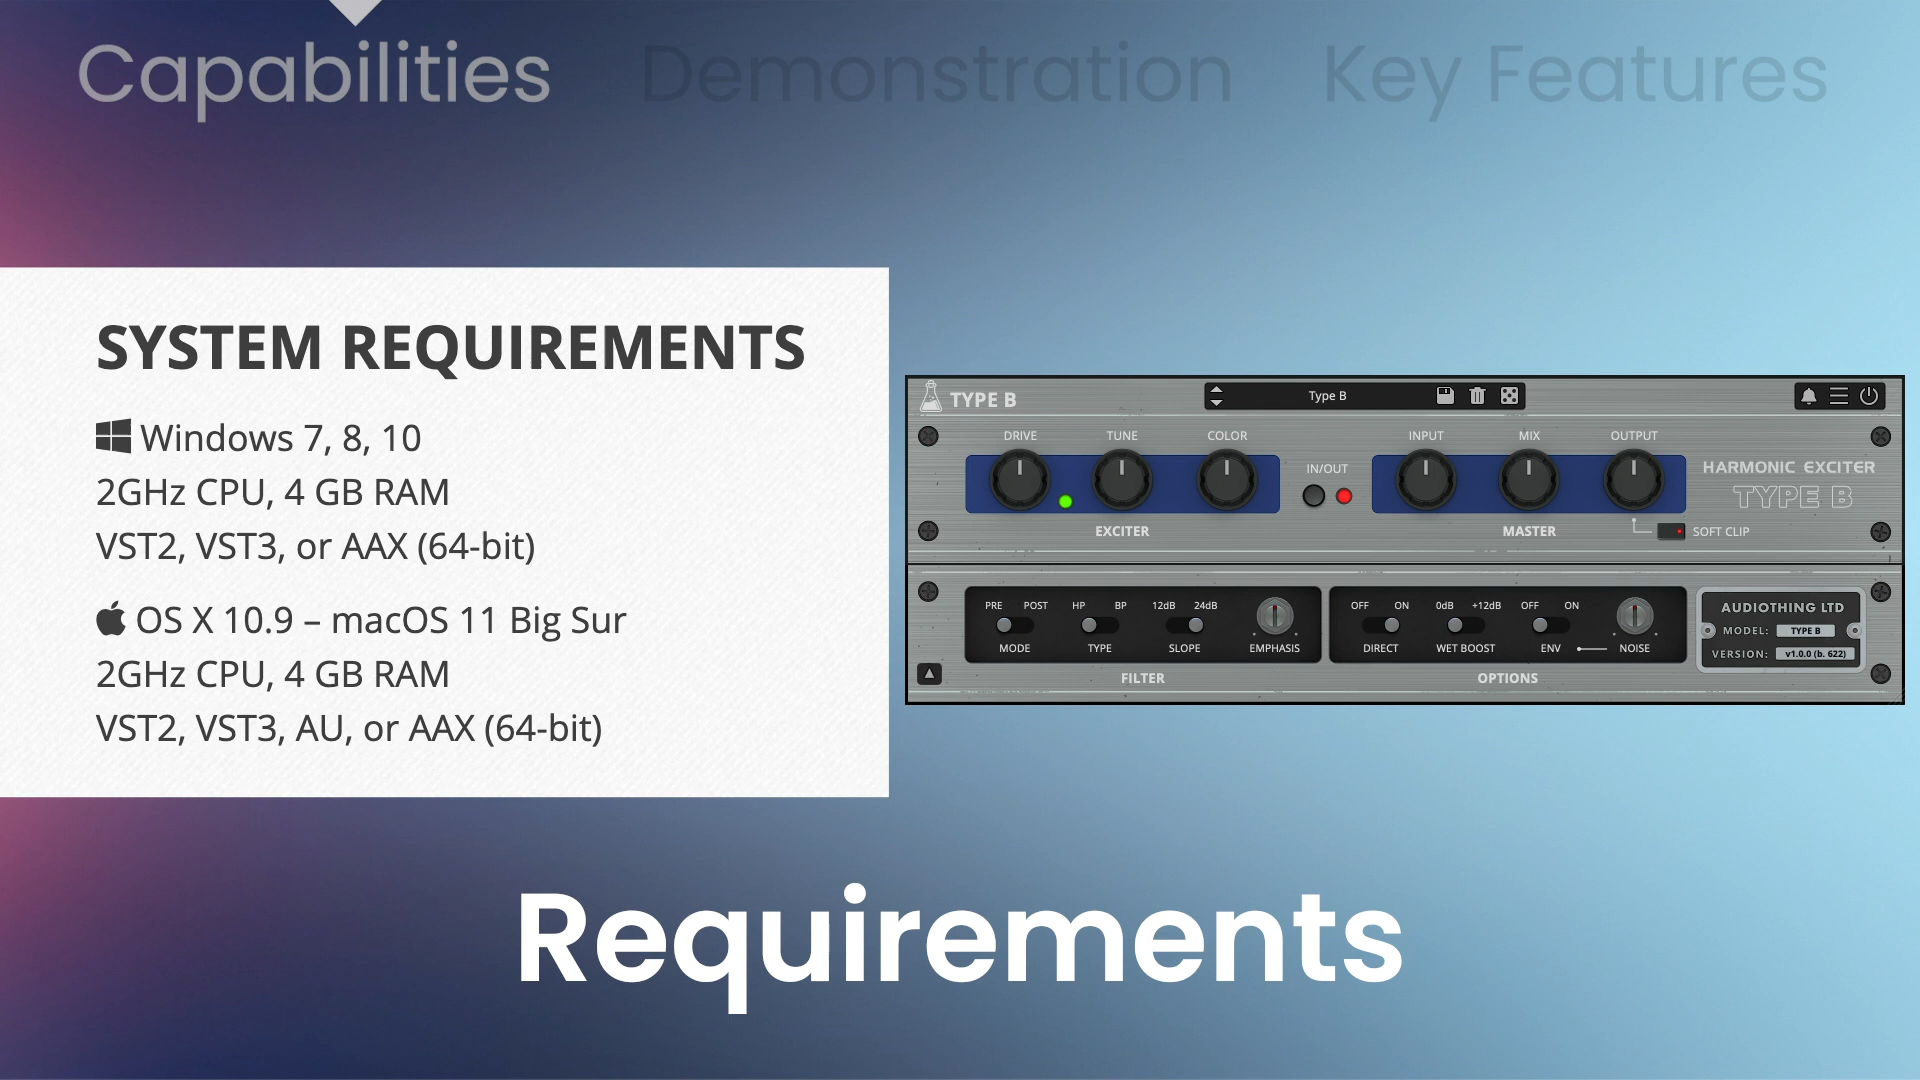 Capabilities Demonstration Key Features
SYSTEM REQUIREMENTS
Windows 7, 8, 10
2GHz CPU, 4 GB RAM
VST2, VST3, or AAX (64-bit)
OS X 10.9 – macOS 11 Big Sur
2GHz CPU, 4 GB RAM
VST2, VST3, AU, or AAX (64-bit)
TYPE B
Type B
DRIVE TUNE COLOR
IN/OUT
INPUT MIX OUTPUT
HARMONIC EXCITER
TYPE B
EXCITER
MASTER
SOFT CLIP
PRE POST HP BP 12dB 24dB
MODE TYPE SLOPE EMPHASIS
FILTER
OFF ON 0dB +12dB OFF ON
DIRECT WET BOOST ENV NOISE
OPTIONS
AUDIOTHING LTD
MODEL: TYPE B
VERSION: v1.0.0 (b. 622)
Requirements